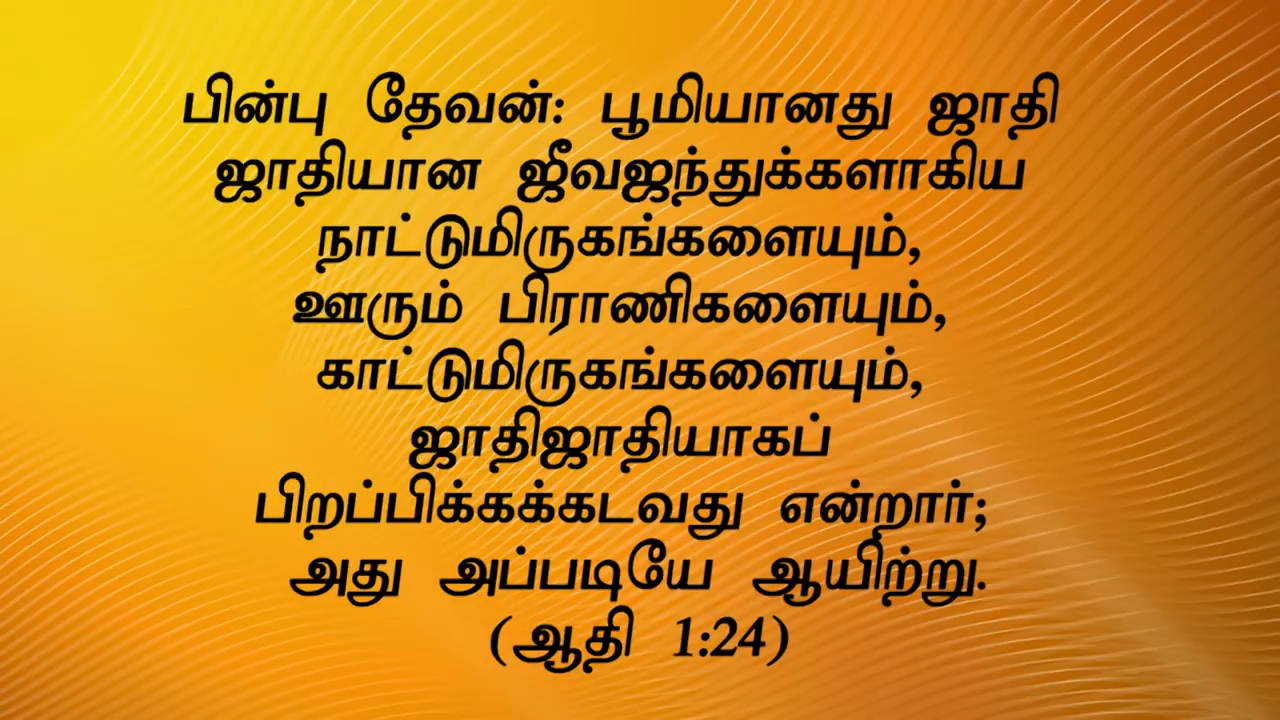 பின்பு தேவன்: பூமியானது ஜாதி
ஜாதியான ஜீவஜந்துக்களாகிய
நாட்டுமிருகங்களையும்,
ஊரும் பிராணிகளையும்,
காட்டுமிருகங்களையும்,
ஜாதிஜாதியாகப்
பிறப்பிக்கக்கடவது என்றார்;
அது அப்படியே ஆயிற்று.
(ஆதி 1:24)